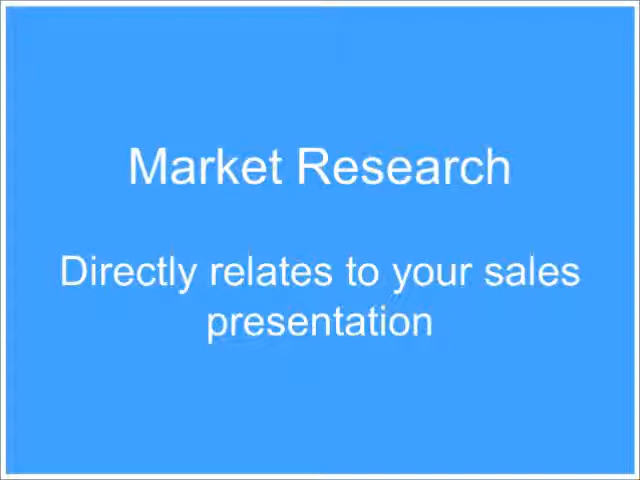 Market Research
Directly relates to your sales
presentation